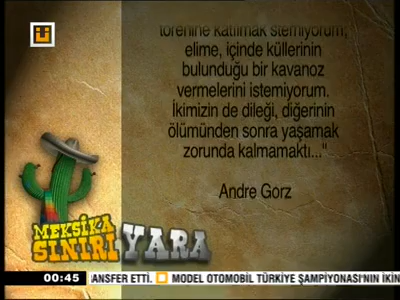 törenine katılmak stemiyorum;
elime, içinde küllerinin
bulunduğu bir kavanoz
vermelerini istemiyorum.
İkimizin de dileği, diğerinin
ölümünden sonra yaşamak
zorunda kalmamaktı..."
Andre Gorz
MEKSİKA
SINIRI YARA
00:45 ANSFER ETTİ. MODEL OTOMOBİL TÜRKİYE ŞAMPİYONASI'NIN İKİN